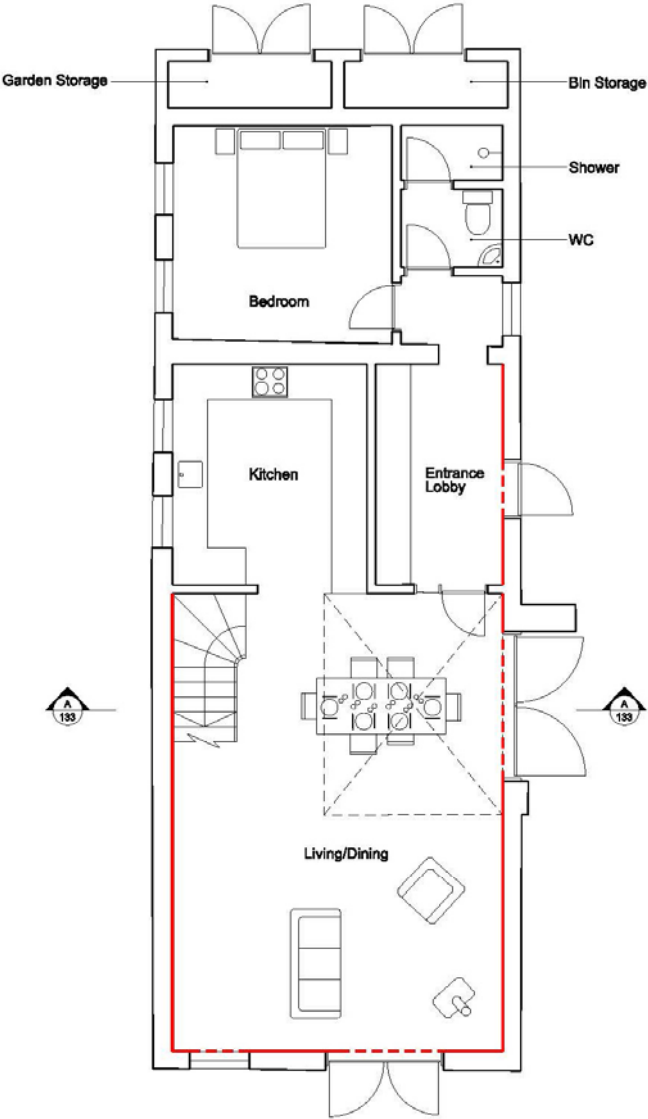 Garden Storage
Bin Storage
Shower
WC
Bedroom
Kitchen
Entrance
Lobby
A
133
A
133
Living/Dining